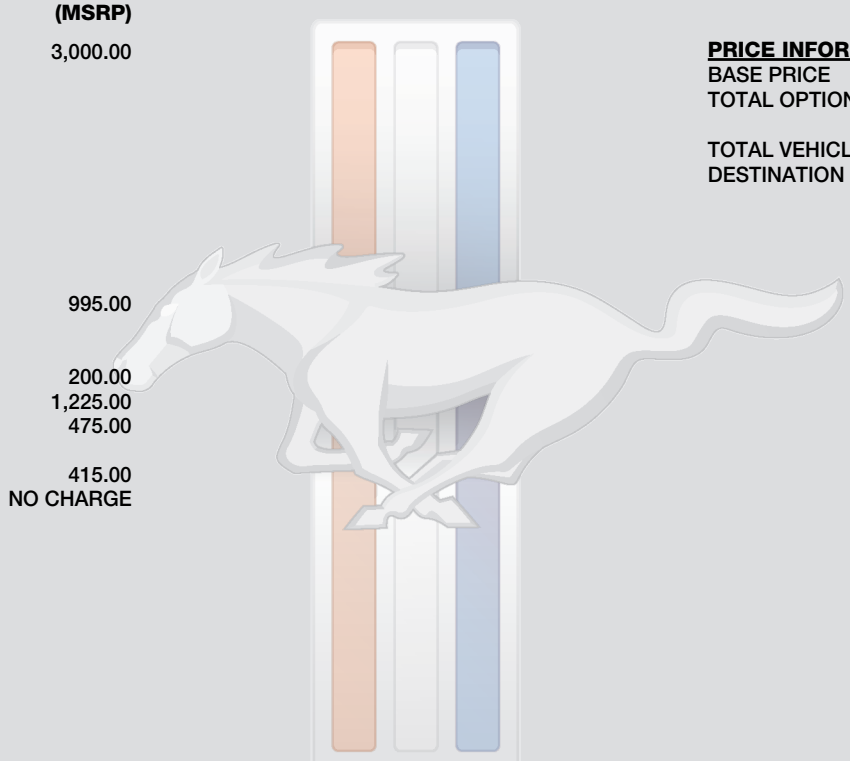 (MSRP)
3,000.00
995.00
200.00
1,225.00
475.00
415.00
NO CHARGE
PRICE INFOR
BASE PRICE
TOTAL OPTION
TOTAL VEHICL
DESTINATION